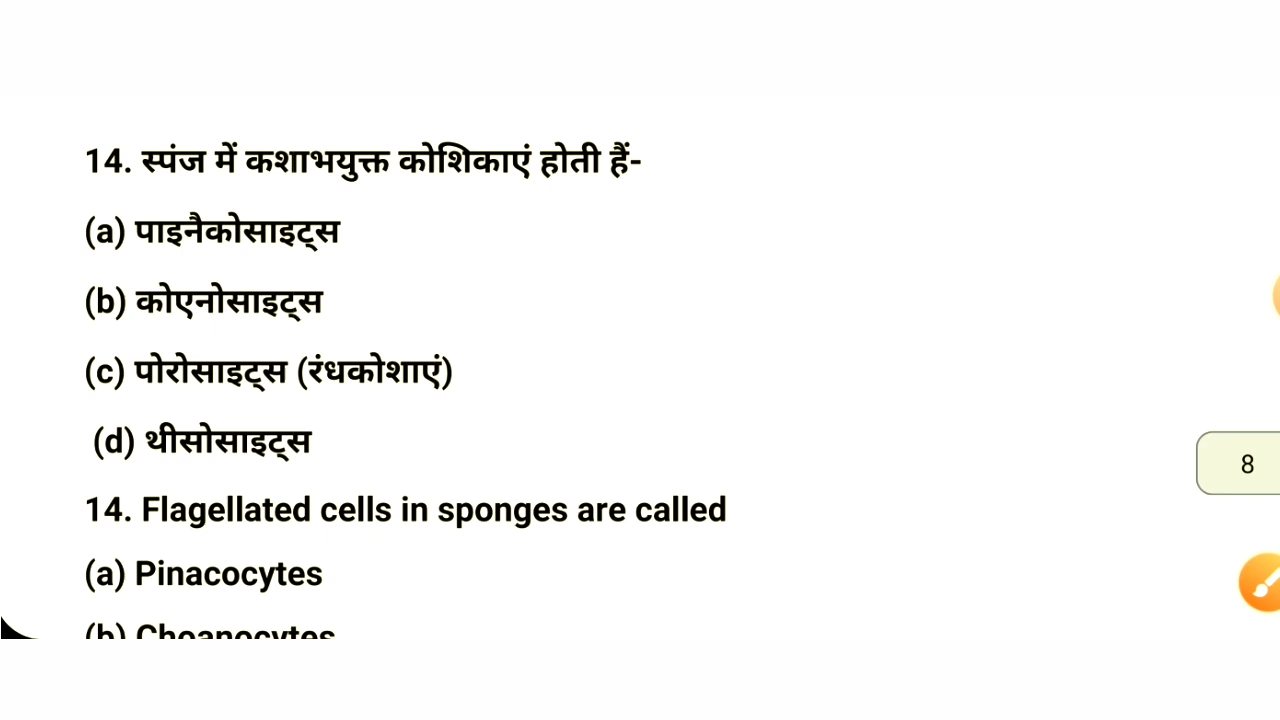 14. स्पंज में कशाभयुक्त कोशिकाएं होती हैं-
(a) पाइनैकोसाइट्स
(b) कोएनोसाइट्स
(c) पोरोसाइट्स (रंधकोशाएं)
(d) थीसोसाइट्स
8
14. Flagellated cells in sponges are called
(a) Pinacocytes
(b) Choanocytes